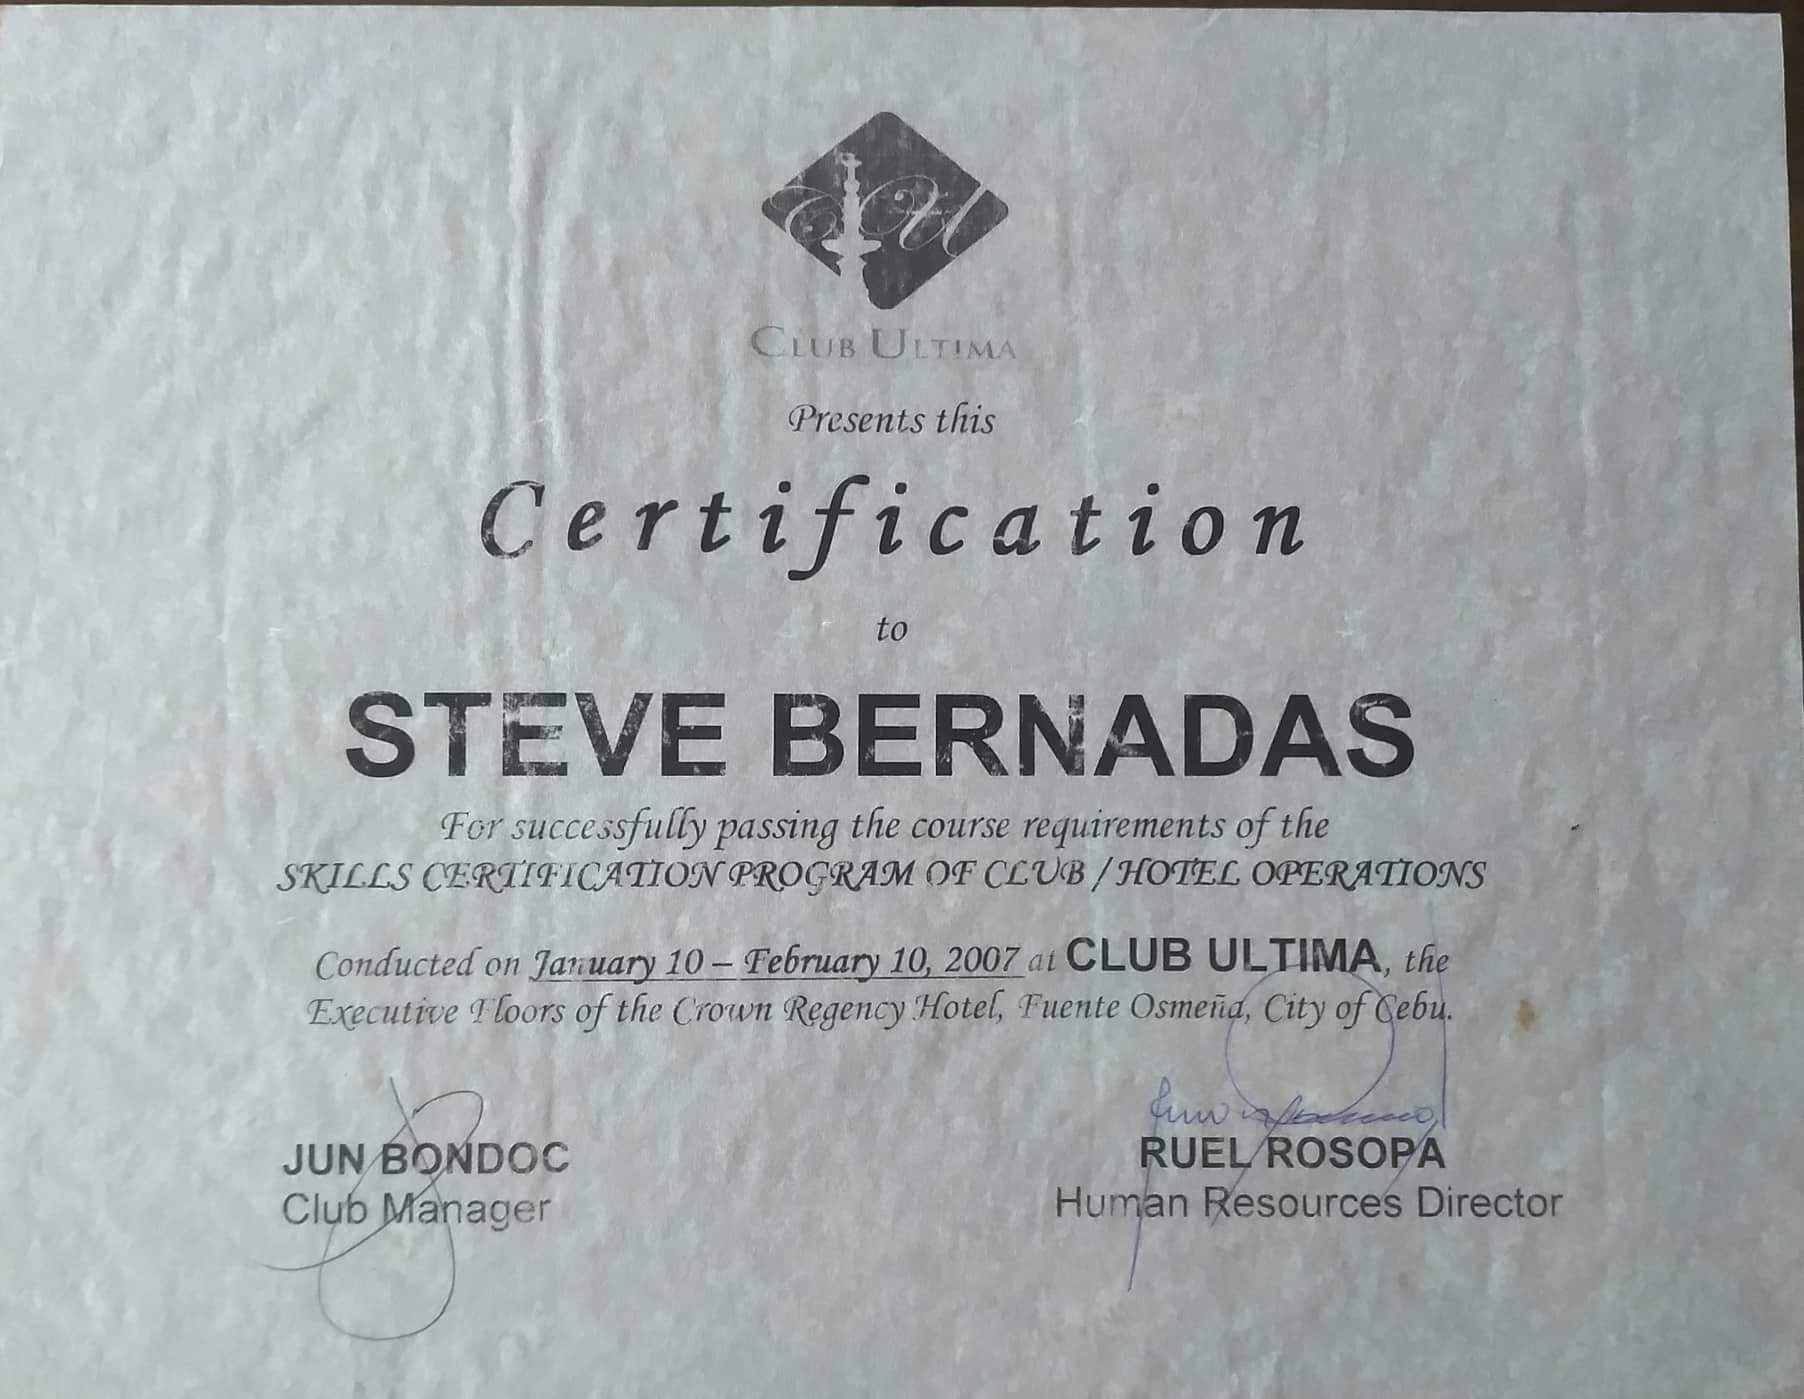 CU
CLUB ULTIMA
Presents this
Certification
to
STEVE BERNADAS
For successfully passing the course requirements of the
SKILLS CERTIFICATION PROGRAM OF CLUB / HOTEL OPERATIONS
Conducted on January 10 – February 10, 2007 at CLUB ULTIMA, the
Executive Floors of the Crown Regency Hotel, Fuente Osmeña, City of Cebu.
JUN BONDOC
Club Manager
RUEL ROSOPA
Human Resources Director